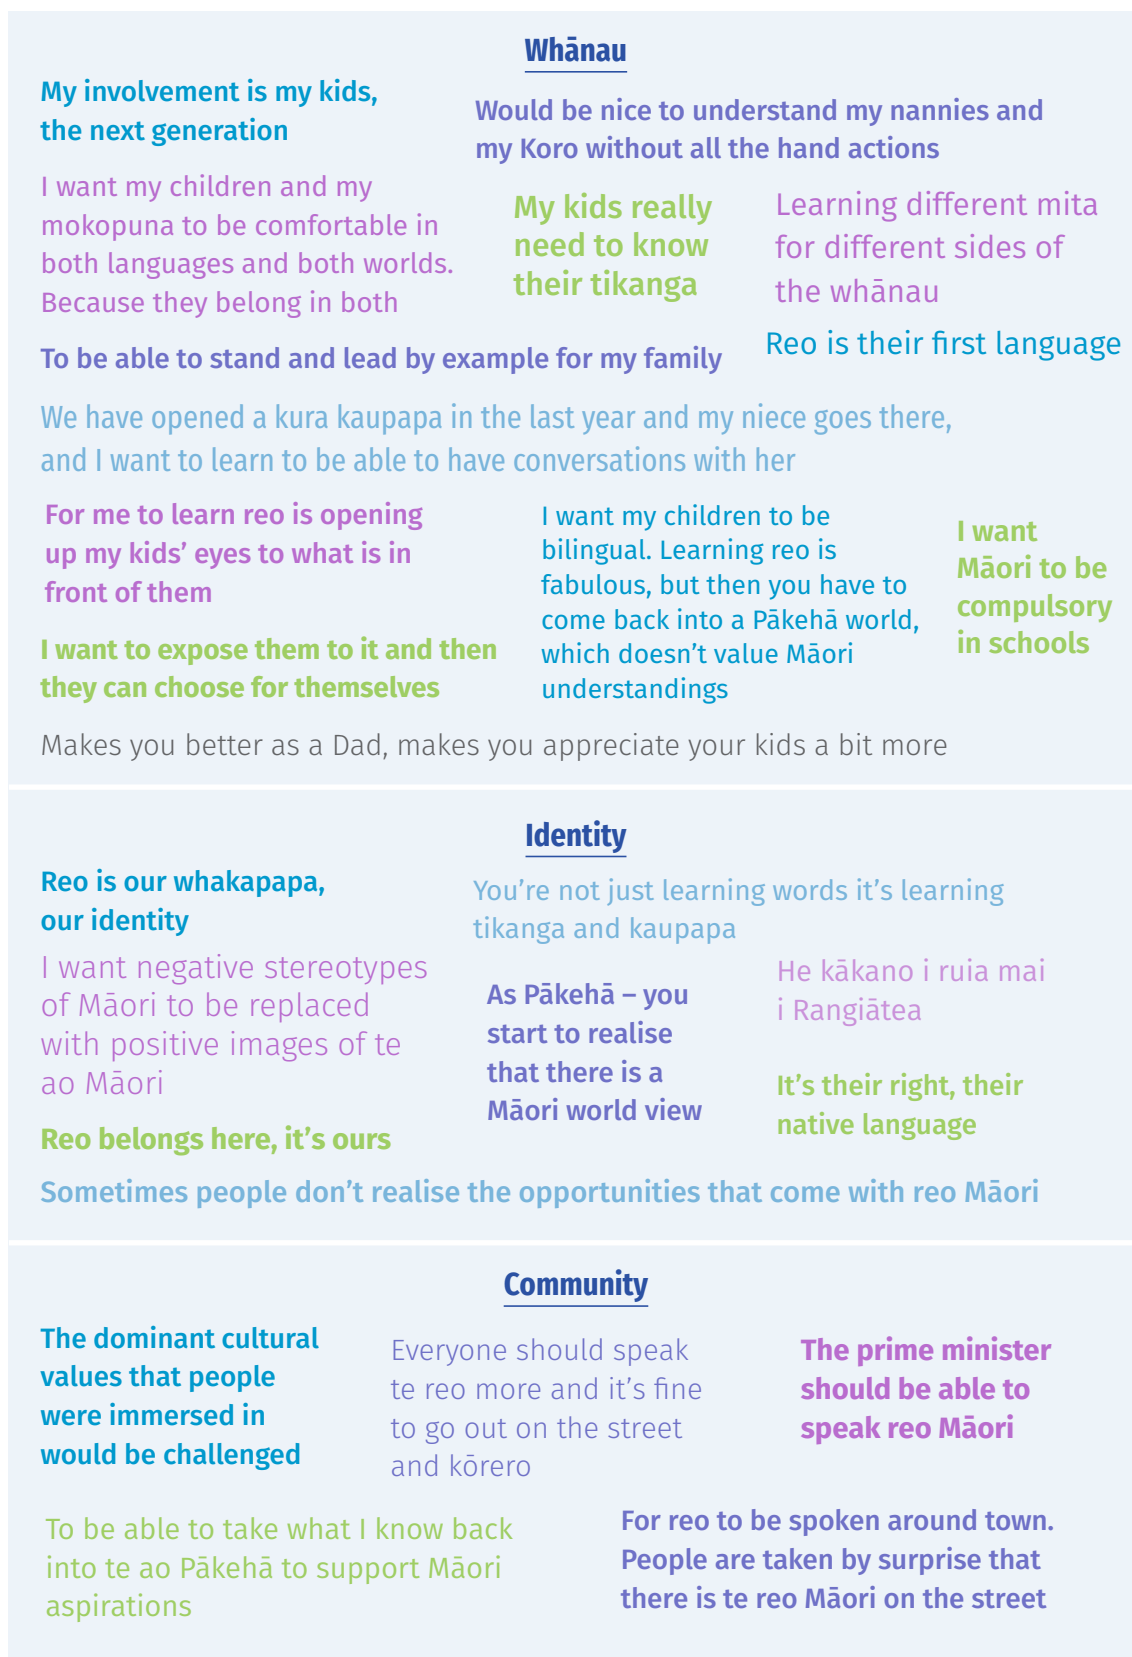 Whānau
My involvement is my kids,
the next generation
Would be nice to understand my nannies and
my Koro without all the hand actions
I want my children and my
mokopuna to be comfortable in
both languages and both worlds.
Because they belong in both
My kids really
need to know
their tikanga
Learning different mita
for different sides of
the whānau
Reo is their first language
To be able to stand and lead by example for my family
We have opened a kura kaupapa in the last year and my niece goes there,
and I want to learn to be able to have conversations with her
For me to learn reo is opening
up my kids’ eyes to what is in
front of them
I want my children to be
bilingual. Learning reo is
fabulous, but then you have to
come back into a Pākehā world,
which doesn’t value Māori
understandings
I want
Māori to be
compulsory
in schools
I want to expose them to it and then
they can choose for themselves
Makes you better as a Dad, makes you appreciate your kids a bit more
Identity
Reo is our whakapapa,
our identity
You’re not just learning words it’s learning
tikanga and kaupapa
I want negative stereotypes
of Māori to be replaced
with positive images of te
ao Māori
As Pākehā – you
start to realise
that there is a
Māori world view
He kākano i ruia mai
i Rangiātea
It’s their right, their
native language
Reo belongs here, it’s ours
Sometimes people don’t realise the opportunities that come with reo Māori
Community
The dominant cultural
values that people
were immersed in
would be challenged
Everyone should speak
te reo more and it’s fine
to go out on the street
and kōrero
The prime minister
should be able to
speak reo Māori
To be able to take what I know back
into te ao Pākehā to support Māori
aspirations
For reo to be spoken around town.
People are taken by surprise that
there is te reo Māori on the street